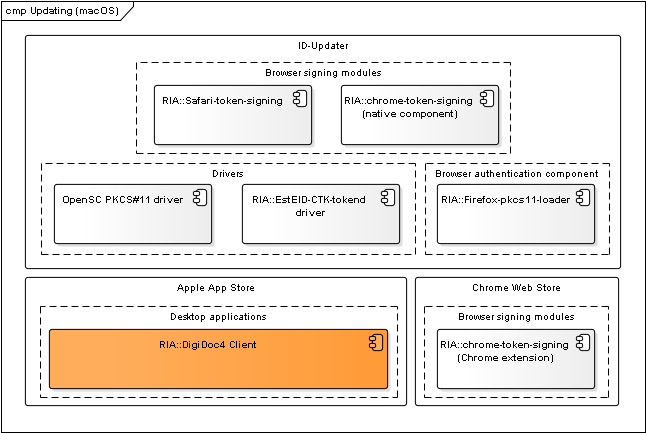 cmp Updating (macOS)
ID-Updater
Browser signing modules
RIA::Safari-token-signing
RIA::chrome-token-signing
(native component)
Drivers
OpenSC PKCS#11 driver
RIA::EstEID-CTK-tokend
driver
Browser authentication component
RIA::Firefox-pkcs11-loader
Apple App Store
Desktop applications
RIA::DigiDoc4 Client
Chrome Web Store
Browser signing modules
RIA::chrome-token-signing
(Chrome extension)